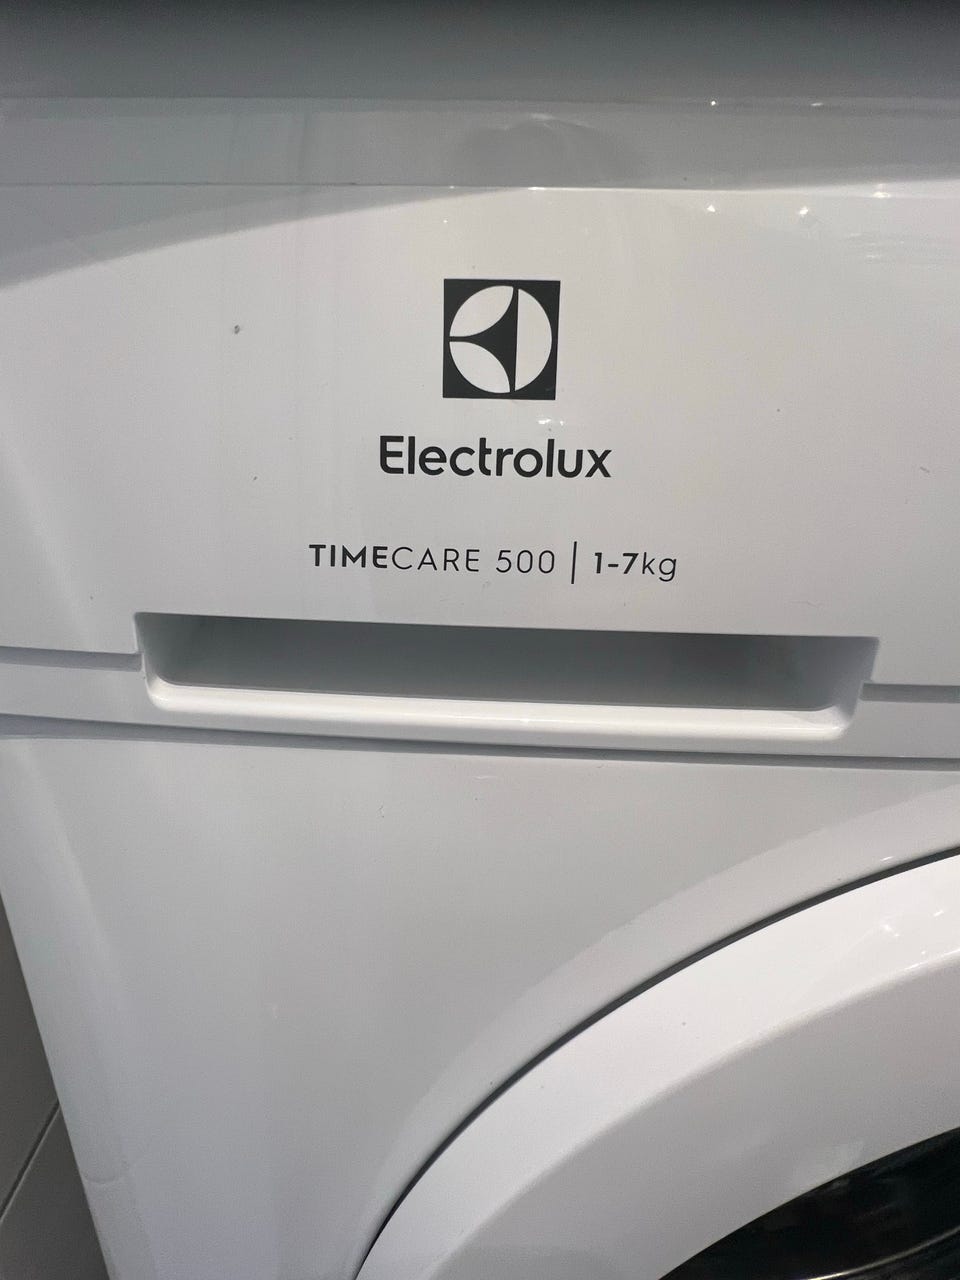 Electrolux
TIMECARE 500 | 1-7kg